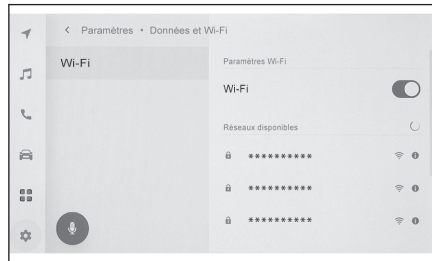 Paramètres • Données et Wi-Fi
Wi-Fi
Paramètres Wi-Fi
Wi-Fi
Réseaux disponibles
**********
**********
**********